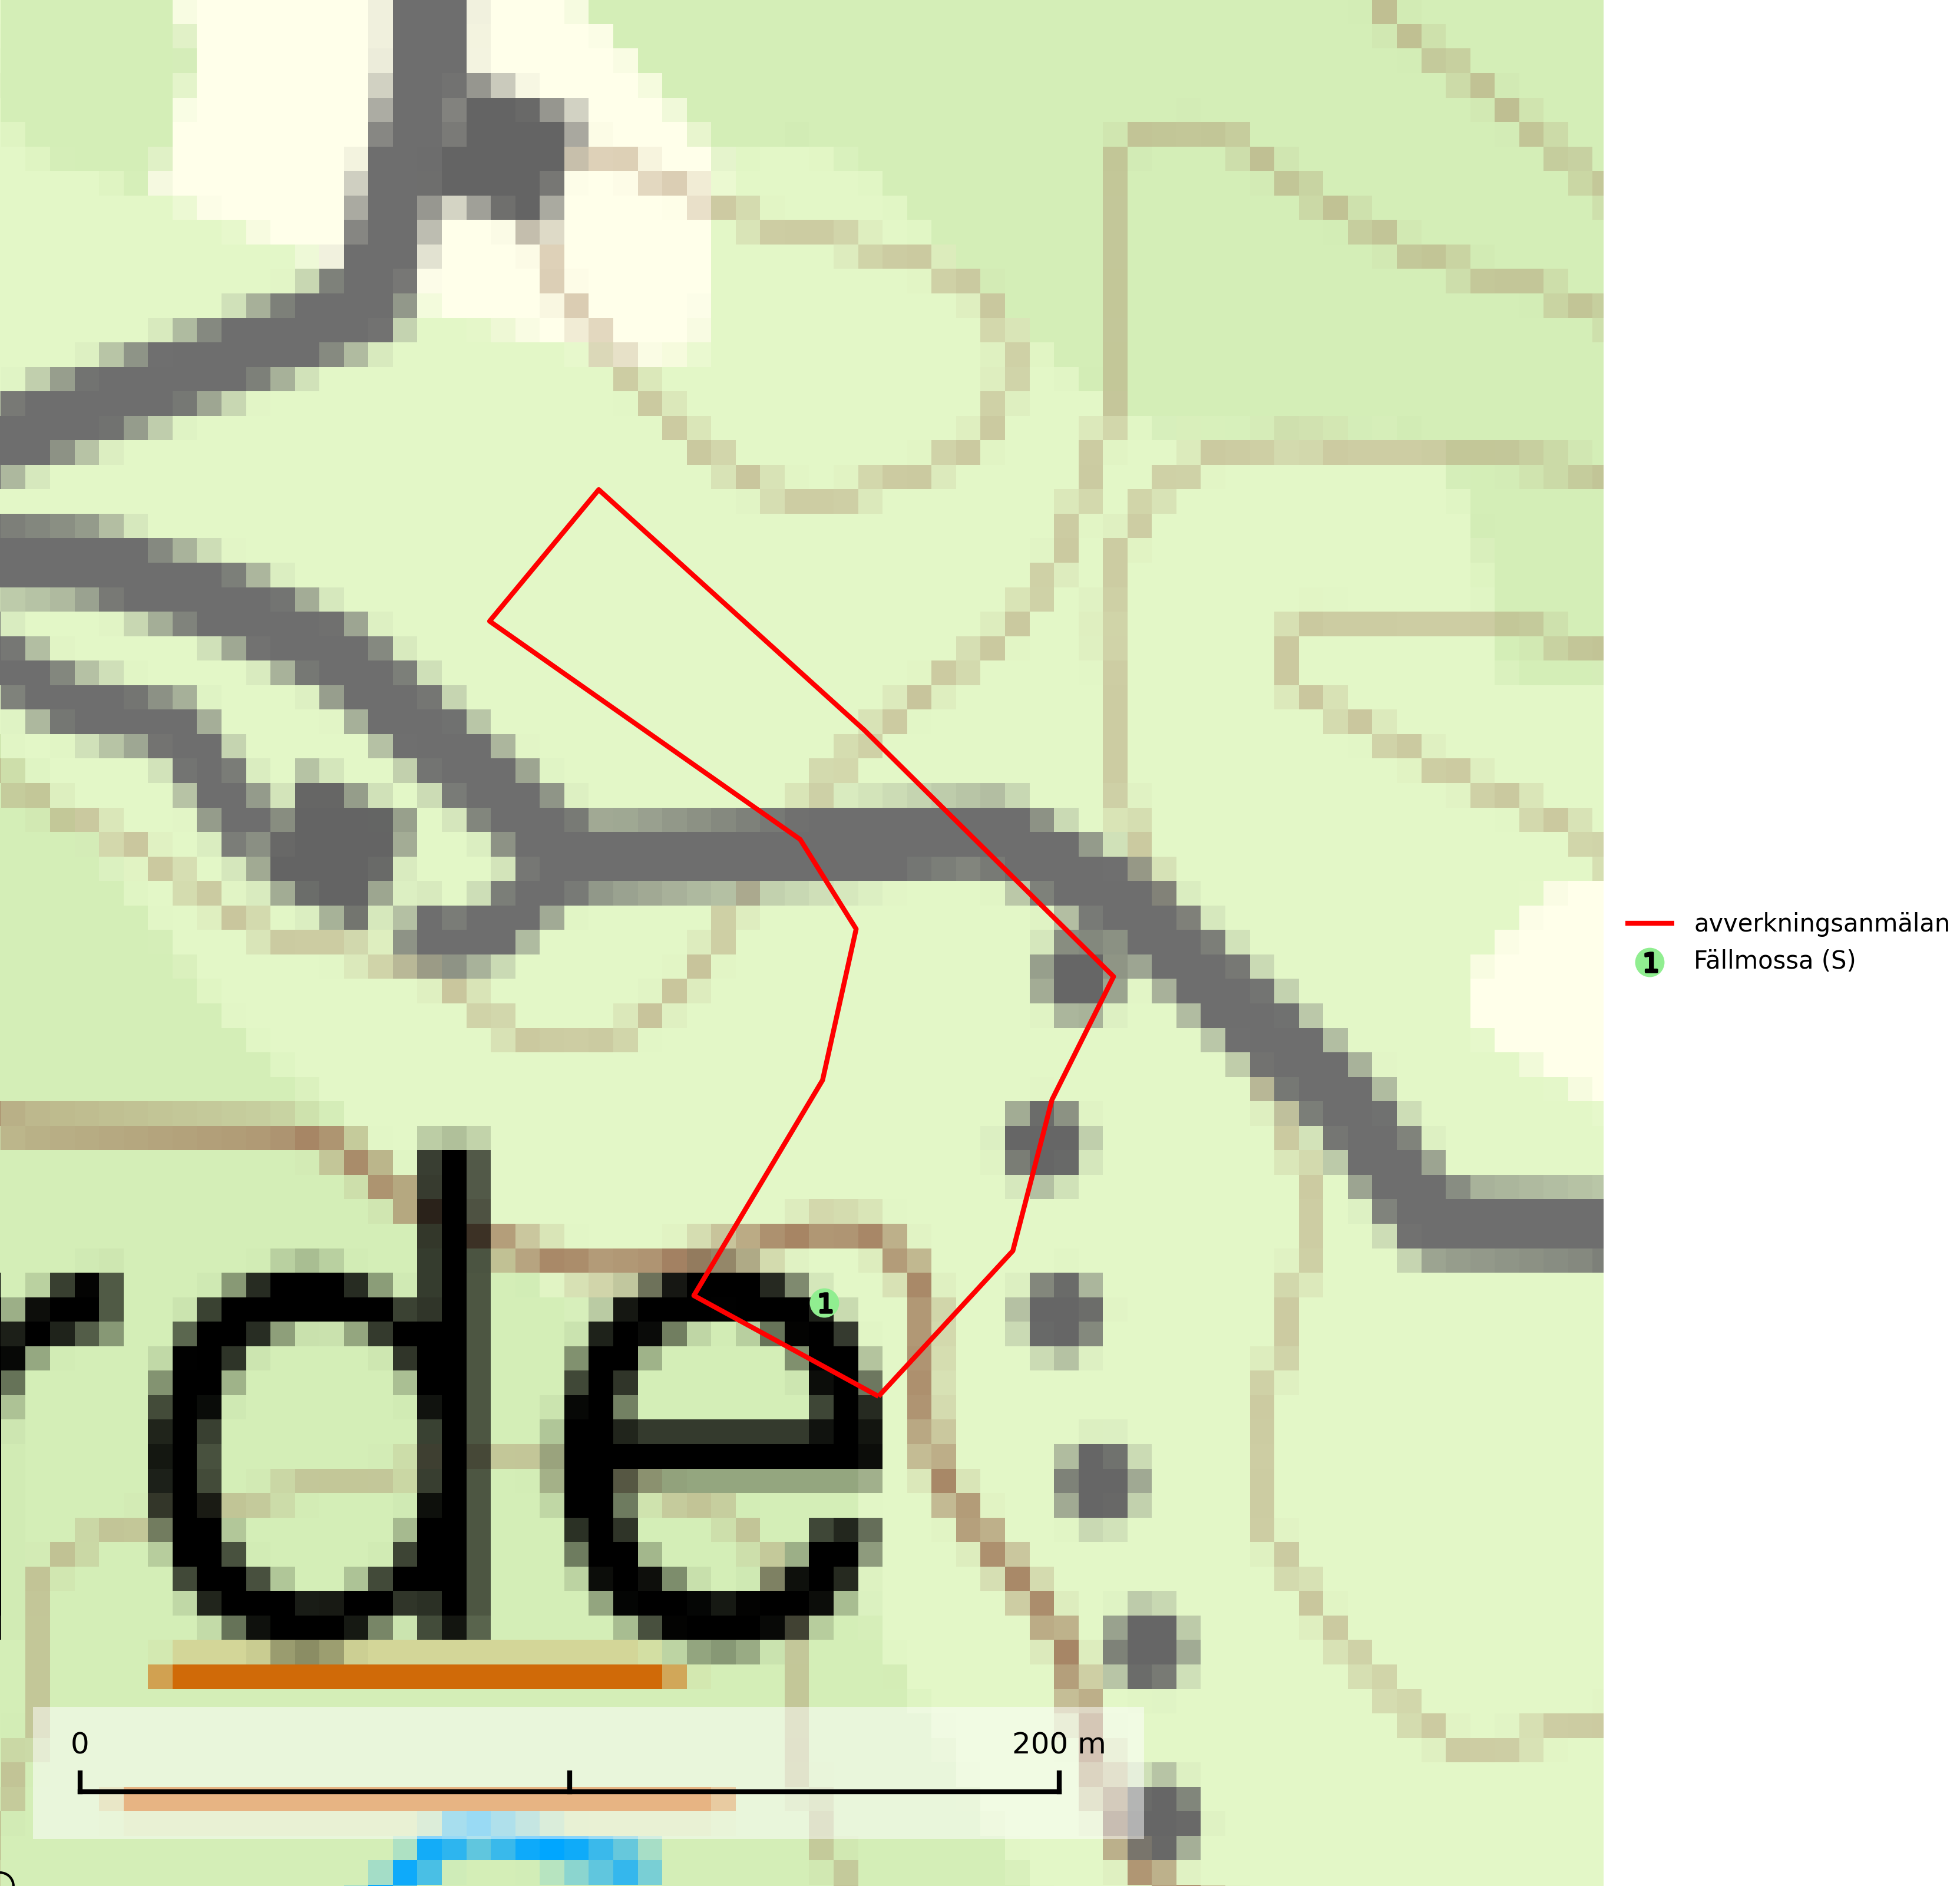 avverkningsanmälan
1 Fällmossa (S)
1
de
0 200 m